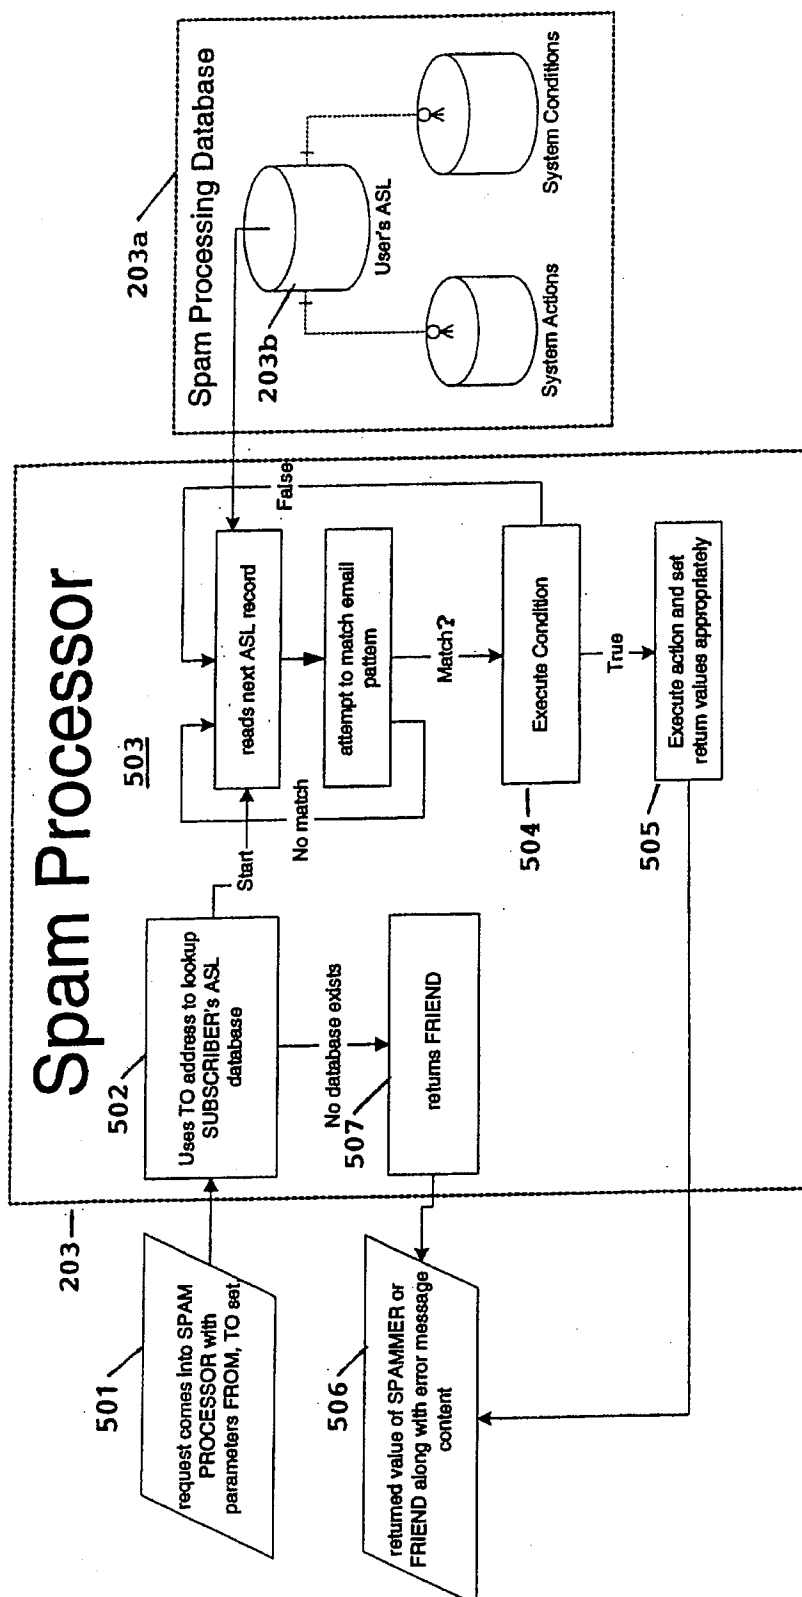 Spam Processor
203
501
request comes into SPAM
PROCESSOR with
parameters FROM, TO set.
502
Uses TO address to lookup
SUBSCRIBER's ASL
database
Start
503
reads next ASL record
False
No match
attempt to match email
pattern
Match?
504
Execute Condition
True
505
Execute action and set
return values appropriately
No database exists
507
returns FRIEND
506
returned value of SPAMMER or
FRIEND along with error message
content
203a
Spam Processing Database
203b
User's ASL
System Actions
System Conditions